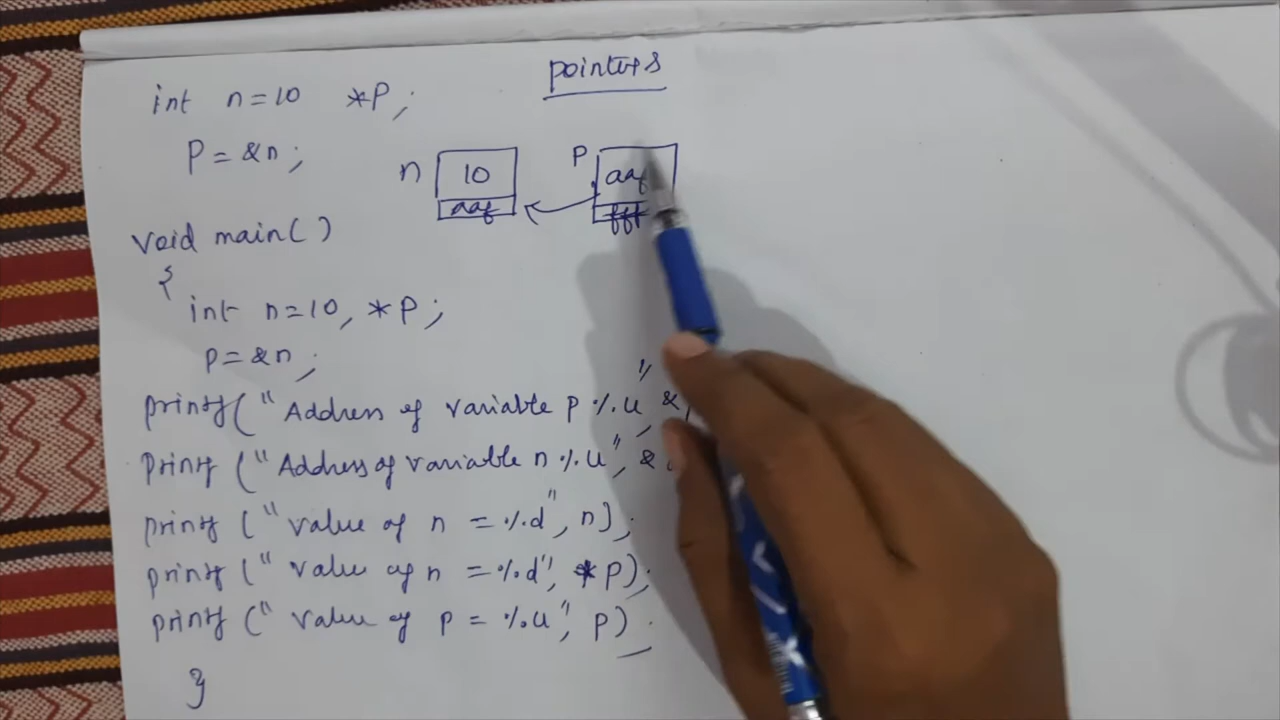 pointers
int n=10 *P;
P=&n;
n 10 P aaf
aaf fff
void main()
{
int n=10, *P;
P=&n;
printf("Address of variable p %u", &
printf ("Address of variable n %u", &
printf ("value of n = %d", n);
printf (" value of n = %d", *p);
printf (" value of p = %u", p);
}